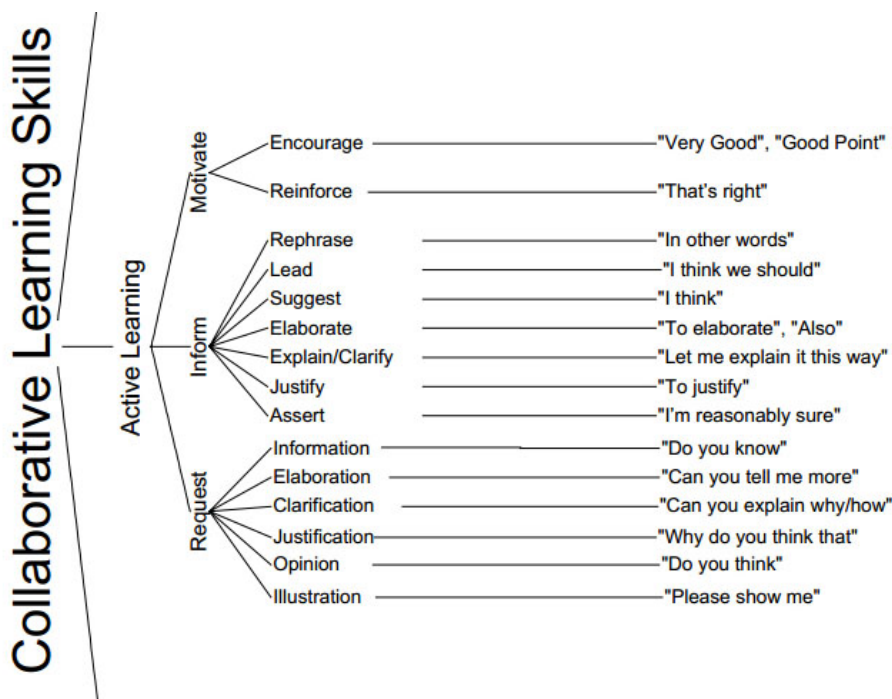 Collaborative Learning Skills
Active Learning
Motivate
Encourage "Very Good", "Good Point"
Reinforce "That's right"
Inform
Rephrase "In other words"
Lead "I think we should"
Suggest "I think"
Elaborate "To elaborate", "Also"
Explain/Clarify "Let me explain it this way"
Justify "To justify"
Assert "I'm reasonably sure"
Request
Information "Do you know"
Elaboration "Can you tell me more"
Clarification "Can you explain why/how"
Justification "Why do you think that"
Opinion "Do you think"
Illustration "Please show me"